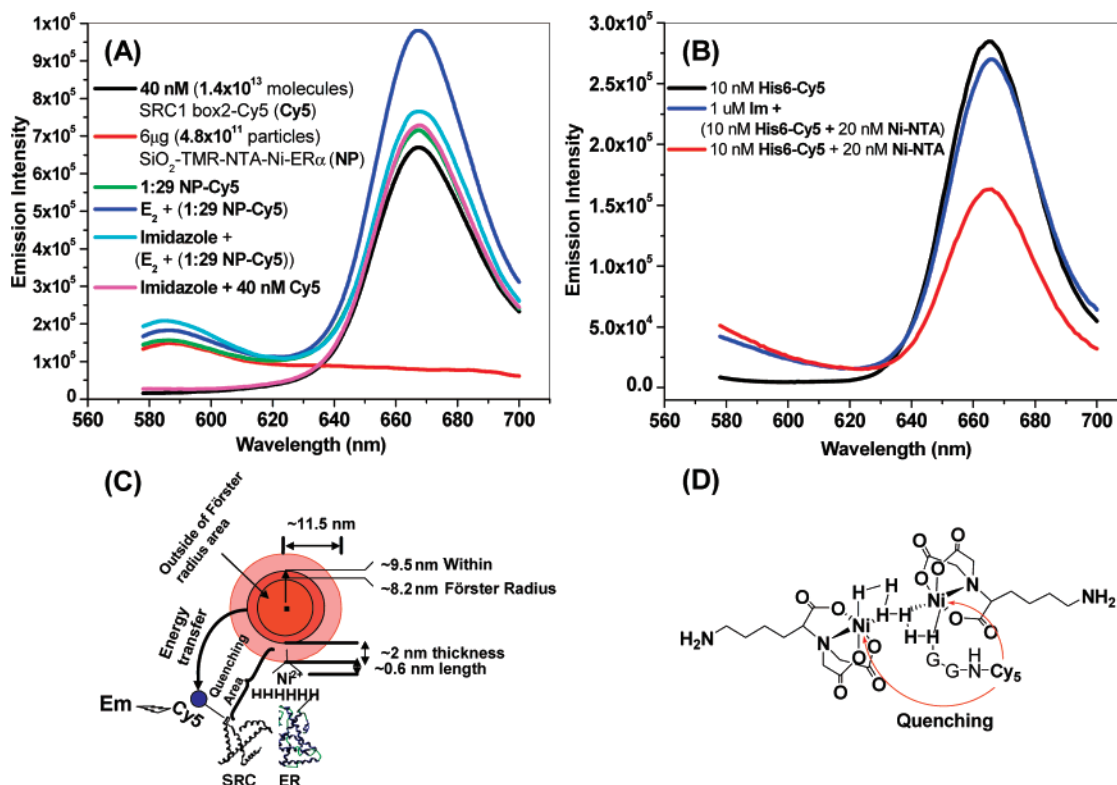 (A)
Emission Intensity
1x10⁶
9x10⁵
8x10⁵
7x10⁵
6x10⁵
5x10⁵
4x10⁵
3x10⁵
2x10⁵
1x10⁵
0
40 nM (1.4x10¹³ molecules)
SRC1 box2-Cy5 (Cy5)
6μg (4.8x10¹¹ particles)
SiO₂-TMR-NTA-Ni-ERα (NP)
1:29 NP-Cy5
E₂ + (1:29 NP-Cy5)
Imidazole +
(E₂ + (1:29 NP-Cy5))
Imidazole + 40 nM Cy5
560 580 600 620 640 660 680 700
Wavelength (nm)
(B)
Emission Intensity
3.0x10⁵
2.5x10⁵
2.0x10⁵
1.5x10⁵
1.0x10⁵
5.0x10⁴
0.0
10 nM His6-Cy5
1 uM Im +
(10 nM His6-Cy5 + 20 nM Ni-NTA)
10 nM His6-Cy5 + 20 nM Ni-NTA
560 580 600 620 640 660 680 700
Wavelength (nm)
(C)
Outside of Förster
radius area
~11.5 nm
~9.5 nm Within
~8.2 nm Förster Radius
Energy
transfer
Quenching
Area
~2 nm thickness
~0.6 nm length
Ni²⁺
HHHHHH
Em
Cy5
SRC ER
(D)
O
O
O
O
O
O
Ni
N
NH₂
H
H
H
H
H
H
O
O
O
O
O
O
Ni
N
H₂N
G
G
N
H
Cy₅
Quenching